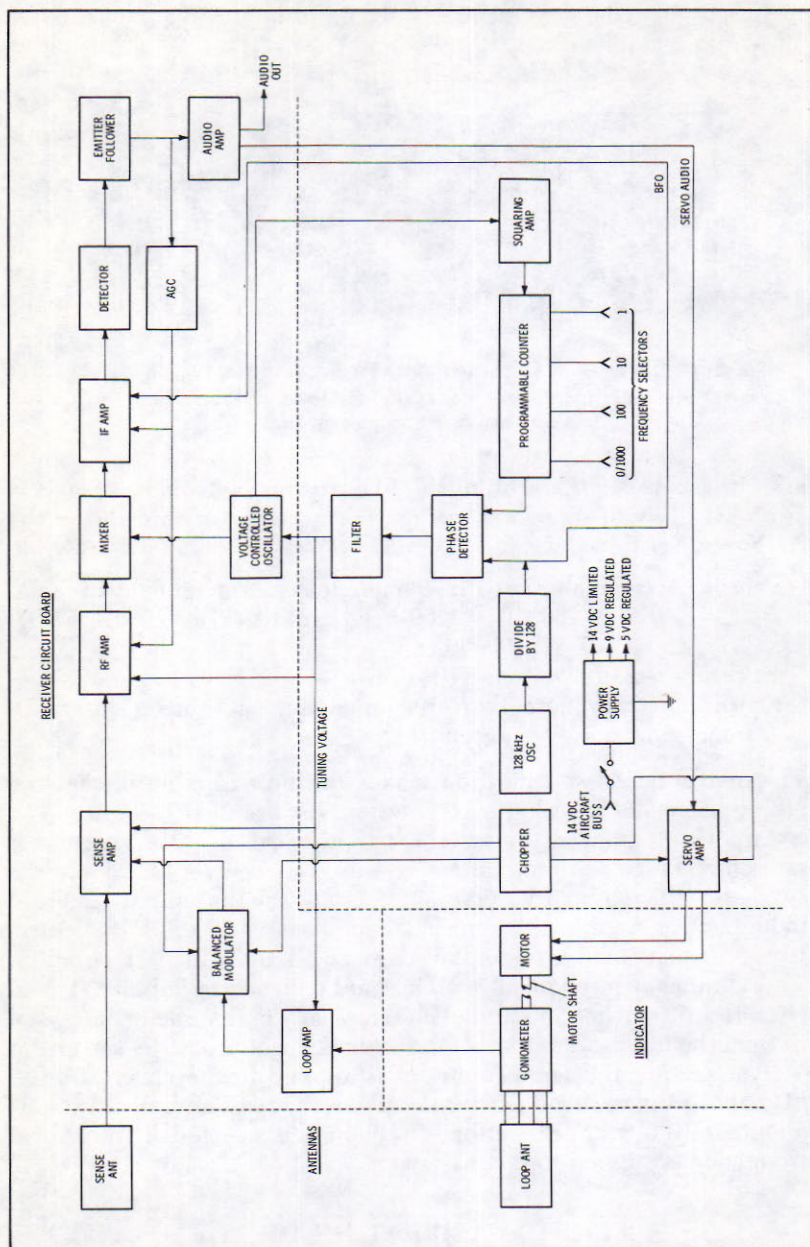 RECEIVER CIRCUIT BOARD
SENSE
ANT
SENSE
AMP
RF AMP
MIXER
IF AMP
DETECTOR
EMITTER
FOLLOWER
AGC
AUDIO
AMP
AUDIO
OUT
BALANCED
MODULATOR
LOOP AMP
ANTENNAS
TUNING VOLTAGE
VOLTAGE
CONTROLLED
OSCILLATOR
FILTER
PHASE
DETECTOR
SQUARING
AMP
PROGRAMMABLE COUNTER
0/1000
100
10
1
FREQUENCY SELECTORS
BFO
SERVO AUDIO
CHOPPER
128 kHz
OSC
DIVIDE
BY 128
14 VDC
AIRCRAFT
BUSS
POWER
SUPPLY
14 VDC LIMITED
9 VDC REGULATED
5 VDC REGULATED
SERVO
AMP
LOOP ANT
GONIOMETER
MOTOR
MOTOR SHAFT
INDICATOR